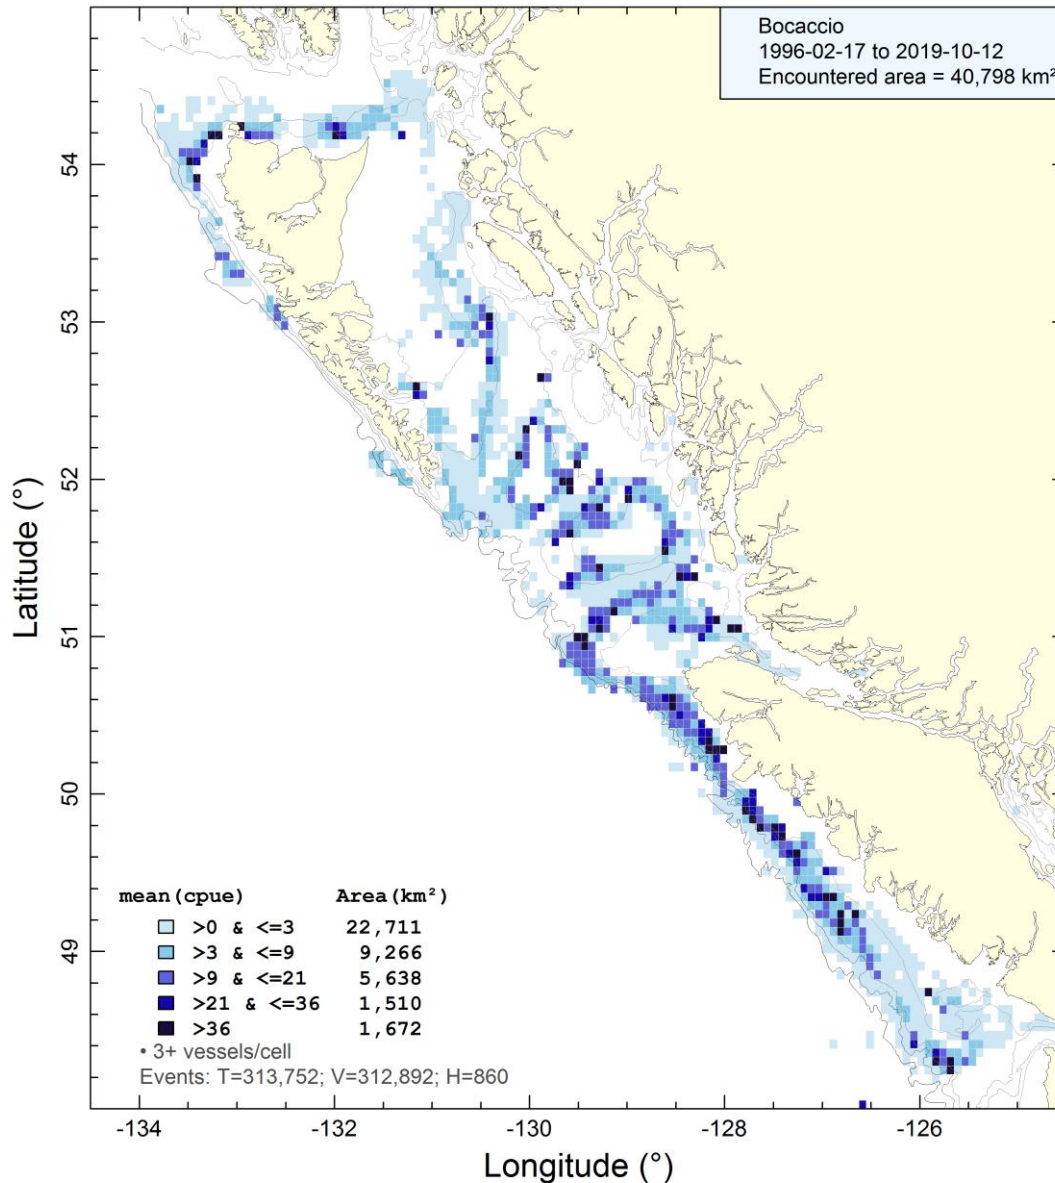 Bocaccio
1996-02-17 to 2019-10-12
Encountered area = 40,798 km²
54
53
52
51
50
49
Latitude (°)
mean(cpue) Area(km²)
>0 & <=3 22,711
>3 & <=9 9,266
>9 & <=21 5,638
>21 & <=36 1,510
>36 1,672
• 3+ vessels/cell
Events: T=313,752; V=312,892; H=860
-134 -132 -130 -128 -126
Longitude (°)